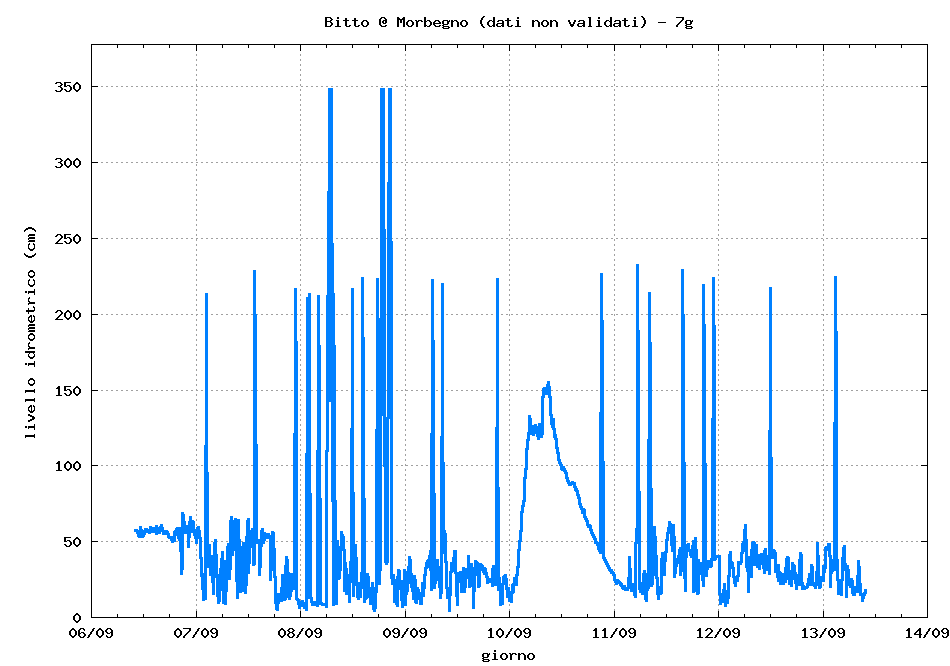 Bitto @ Morbegno (dati non validati) - 7g
livello idrometrico (cm)
350
300
250
200
150
100
50
0
06/09 07/09 08/09 09/09 10/09 11/09 12/09 13/09 14/09
giorno